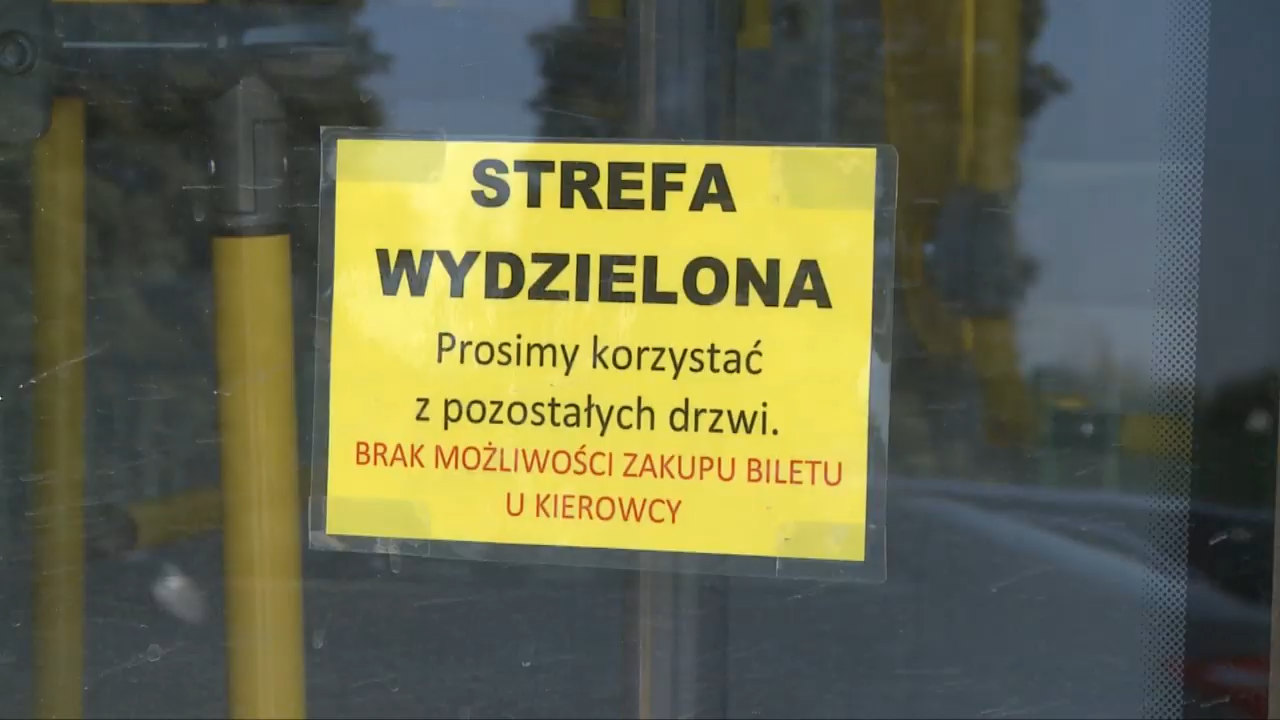 STREFA
WYDZIELONA
Prosimy korzystać
z pozostałych drzwi.
BRAK MOŻLIWOŚCI ZAKUPU BILETU
U KIEROWCY